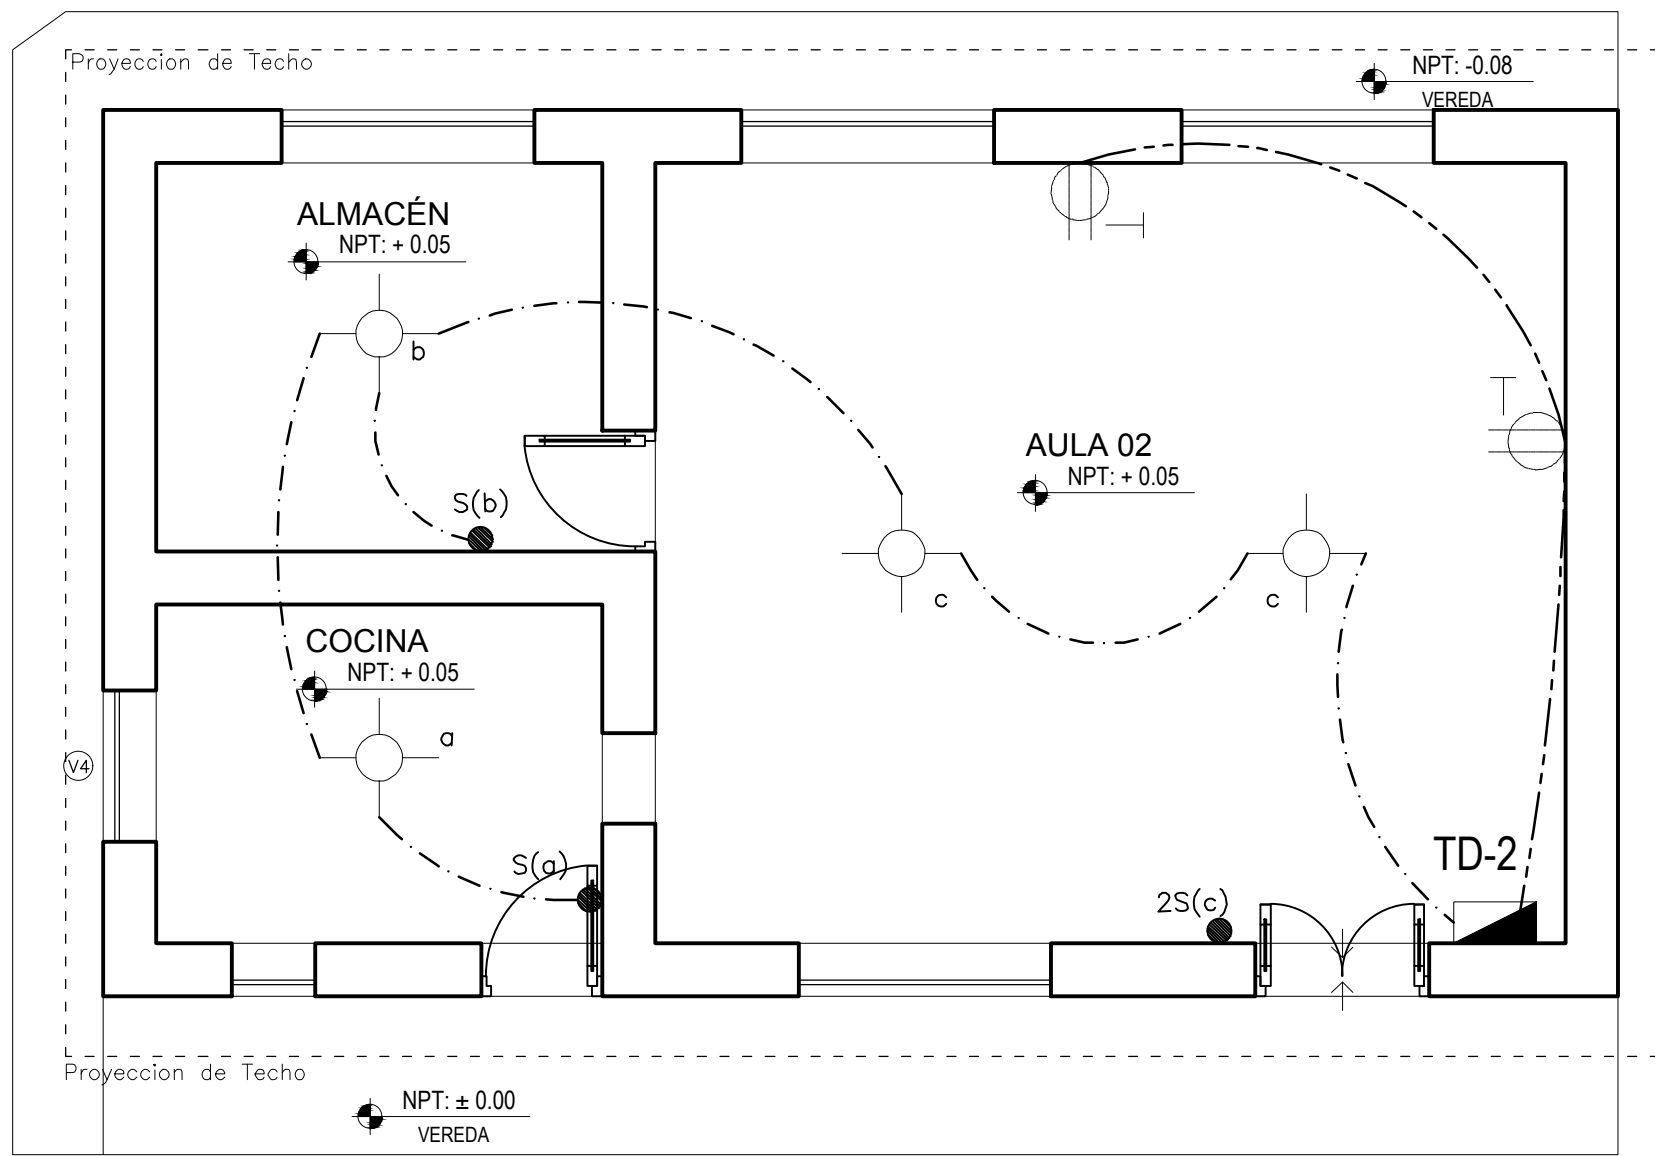 Proyeccion de Techo
NPT: -0.08
VEREDA
ALMACÉN
NPT: + 0.05
b
S(b)
T
T
AULA 02
NPT: + 0.05
c
c
COCINA
NPT: + 0.05
a
V4
S(a)
2S(c)
TD-2
Proyeccion de Techo
NPT: ± 0.00
VEREDA